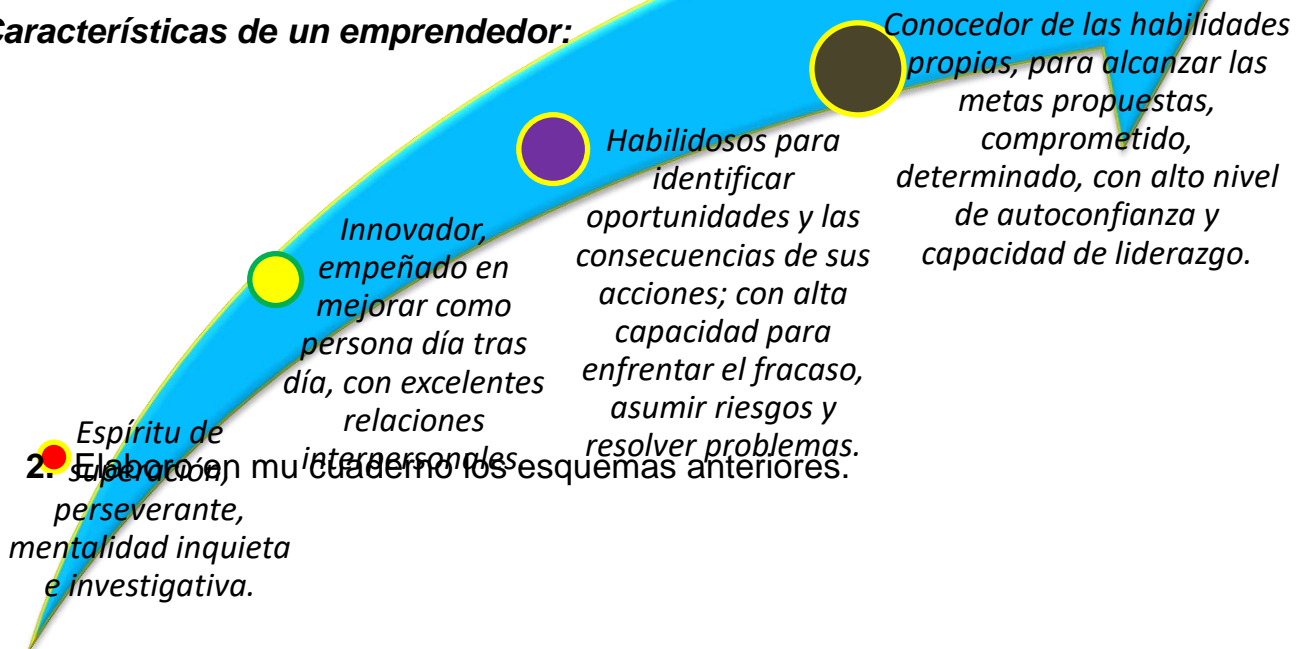 Características de un emprendedor:
Conocedor de las habilidades
propias, para alcanzar las
metas propuestas,
comprometido,
determinado, con alto nivel
de autoconfianza y
capacidad de liderazgo.
Habilidosos para
identificar
oportunidades y las
consecuencias de sus
acciones; con alta
capacidad para
enfrentar el fracaso,
asumir riesgos y
resolver problemas.
Innovador,
empeñado en
mejorar como
persona día tras
día, con excelentes
relaciones
interpersonales.
Espíritu de
superación,
perseverante,
mentalidad inquieta
e investigativa.
2. Elaboro en mu cuaderno los esquemas anteriores.